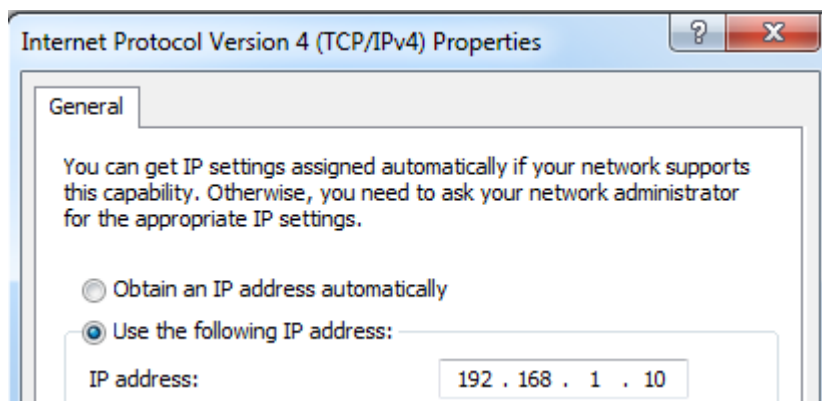 Internet Protocol Version 4 (TCP/IPv4) Properties
General
You can get IP settings assigned automatically if your network supports
this capability. Otherwise, you need to ask your network administrator
for the appropriate IP settings.
Obtain an IP address automatically
Use the following IP address:
IP address: 192 . 168 . 1 . 10